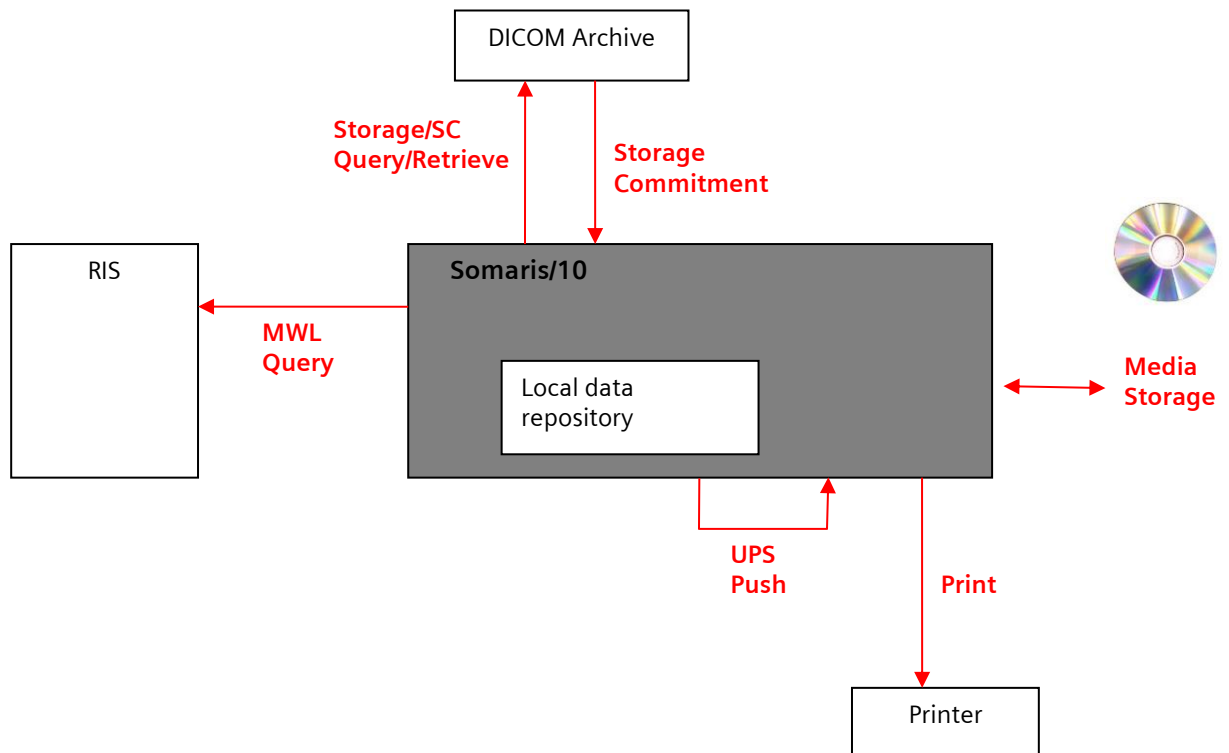 DICOM Archive
Storage/SC
Query/Retrieve
Storage
Commitment
RIS
Somaris/10
MWL
Query
Local data
repository
Media
Storage
UPS
Push
Print
Printer